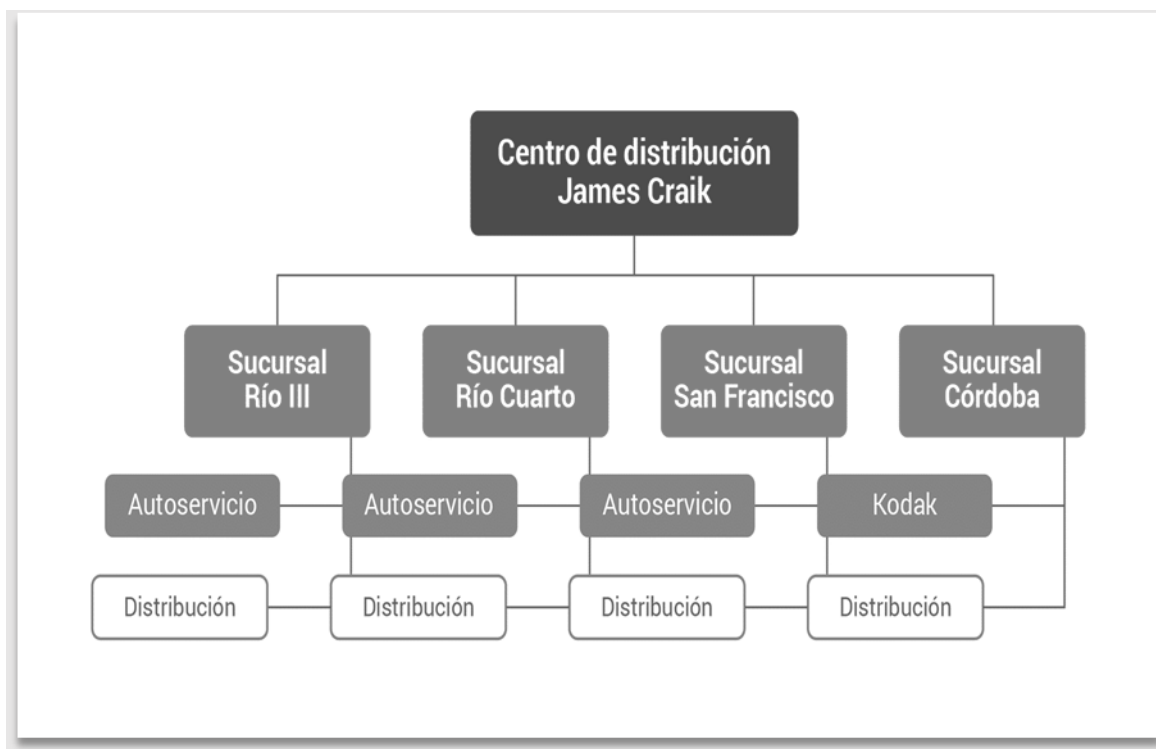 Centro de distribución
James Craik
Sucursal
Río III
Sucursal
Río Cuarto
Sucursal
San Francisco
Sucursal
Córdoba
Autoservicio
Autoservicio
Autoservicio
Kodak
Distribución
Distribución
Distribución
Distribución